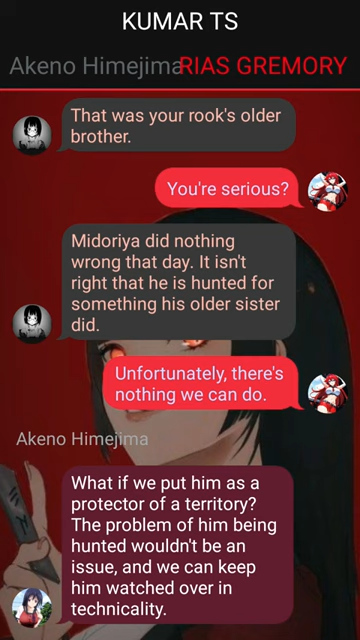 KUMAR TS
Akeno Himejima RIAS GREMORY
That was your rook's older
brother.
You're serious?
Midoriya did nothing
wrong that day. It isn't
right that he is hunted for
something his older sister
did.
Unfortunately, there's
nothing we can do.
Akeno Himejima
What if we put him as a
protector of a territory?
The problem of him being
hunted wouldn't be an
issue, and we can keep
him watched over in
technicality.